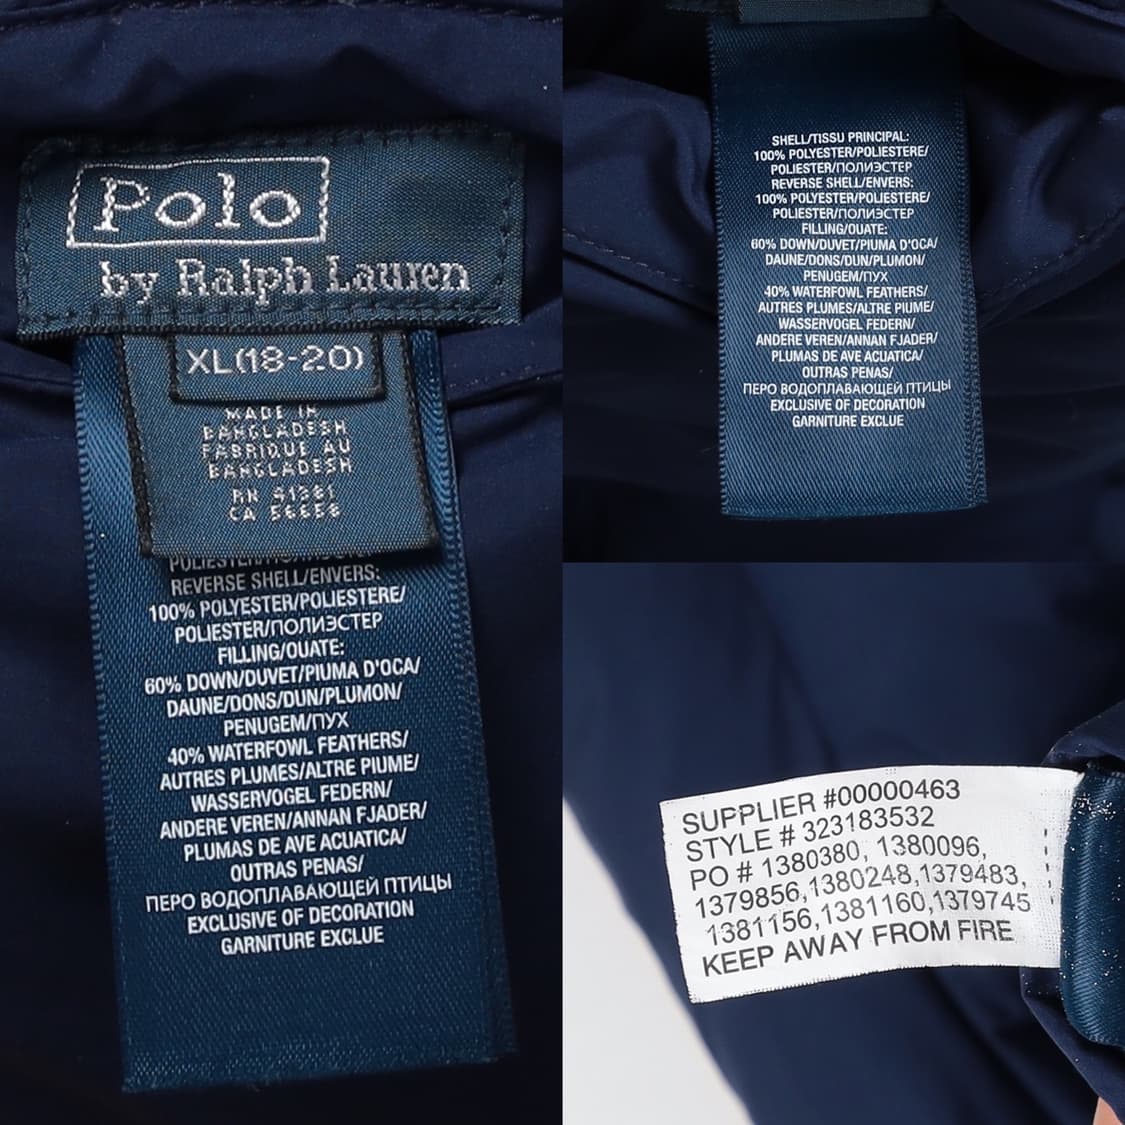 Polo
by Ralph Lauren
XL(18-20)
MADE IN
BANGLADESH
FABRIQUE AU
BANGLADESH
RN 41381
CA 56658
REVERSE SHELL/ENVERS:
100% POLYESTER/POLIESTERE/
POLIESTER/ПОЛИЭСТЕР
FILLING/OUATE:
60% DOWN/DUVET/PIUMA D'OCA/
DAUNE/DONS/DUN/PLUMON/
PENUGEM/ПУХ
40% WATERFOWL FEATHERS/
AUTRES PLUMES/ALTRE PIUME/
WASSERVOGEL FEDERN/
ANDERE VEREN/ANNAN FJADER/
PLUMAS DE AVE ACUATICA/
OUTRAS PENAS/
ПЕРО ВОДОПЛАВАЮЩЕЙ ПТИЦЫ
EXCLUSIVE OF DECORATION
GARNITURE EXCLUE
SHELL/TISSU PRINCIPAL:
100% POLYESTER/POLIESTERE/
POLIESTER/ПОЛИЭСТЕР
REVERSE SHELL/ENVERS:
100% POLYESTER/POLIESTERE/
POLIESTER/ПОЛИЭСТЕР
FILLING/OUATE:
60% DOWN/DUVET/PIUMA D'OCA/
DAUNE/DONS/DUN/PLUMON/
PENUGEM/ПУХ
40% WATERFOWL FEATHERS/
AUTRES PLUMES/ALTRE PIUME/
WASSERVOGEL FEDERN/
ANDERE VEREN/ANNAN FJADER/
PLUMAS DE AVE ACUATICA/
OUTRAS PENAS/
ПЕРО ВОДОПЛАВАЮЩЕЙ ПТИЦЫ
EXCLUSIVE OF DECORATION
GARNITURE EXCLUE
SUPPLIER #00000463
STYLE # 323183532
PO # 1380380, 1380096,
1379856,1380248,1379483,
1381156,1381160,1379745
KEEP AWAY FROM FIRE